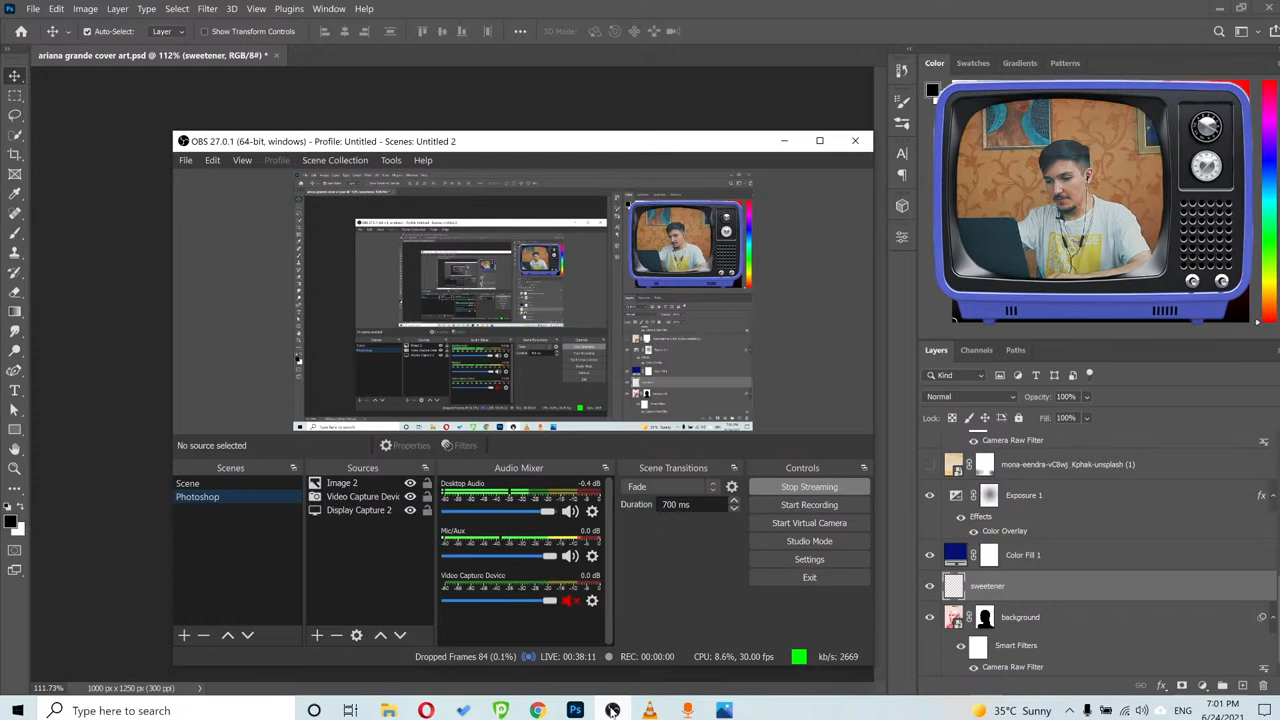 File Edit Image Layer Type Select Filter 3D View Plugins Window Help
Auto-Select: Layer Show Transform Controls 3D Mode:
ariana grande cover art.psd @ 112% (sweetener, RGB/8#) * ×
Color Swatches Gradients Patterns
OBS 27.0.1 (64-bit, windows) - Profile: Untitled - Scenes: Untitled 2
File Edit View Profile Scene Collection Tools Help
No source selected Properties Filters
Scenes Sources Audio Mixer Scene Transitions Controls
Scene
Photoshop
Image 2
Video Capture Devic
Display Capture 2
Desktop Audio -0.4 dB
Mic/Aux 0.0 dB
Video Capture Device 0.0 dB
Fade
Duration 700 ms
Stop Streaming
Start Recording
Start Virtual Camera
Studio Mode
Settings
Exit
Dropped Frames 84 (0.1%) LIVE: 00:38:11 REC: 00:00:00 CPU: 8.6%, 30.00 fps kb/s: 2669
Layers Channels Paths
Kind
Normal Opacity: 100%
Lock: Fill: 100%
Camera Raw Filter
mona-eendra-vC8wj_Kphak-unsplash (1)
Exposure 1 fx
Effects
Color Overlay
Color Fill 1
sweetener
background
Smart Filters
Camera Raw Filter
111.73% 1000 px x 1250 px (300 ppi)
Type here to search
35°C Sunny ENG 7:01 PM
6/24/2021